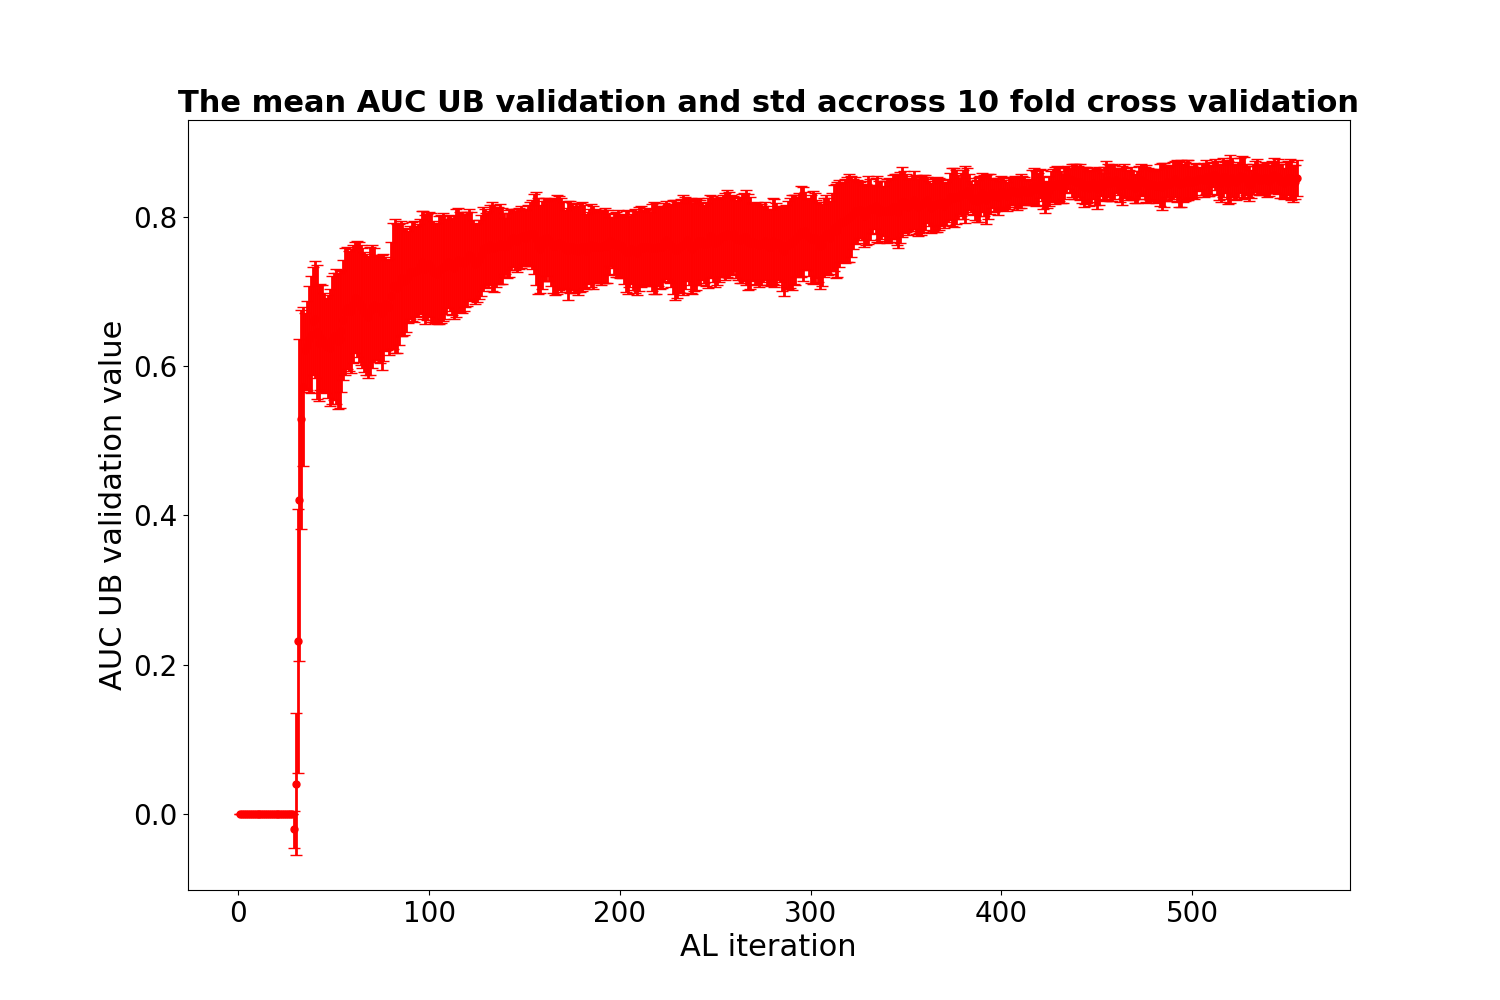 The mean AUC UB validation and std accross 10 fold cross validation
AUC UB validation value
0.8
0.6
0.4
0.2
0.0
0 100 200 300 400 500
AL iteration